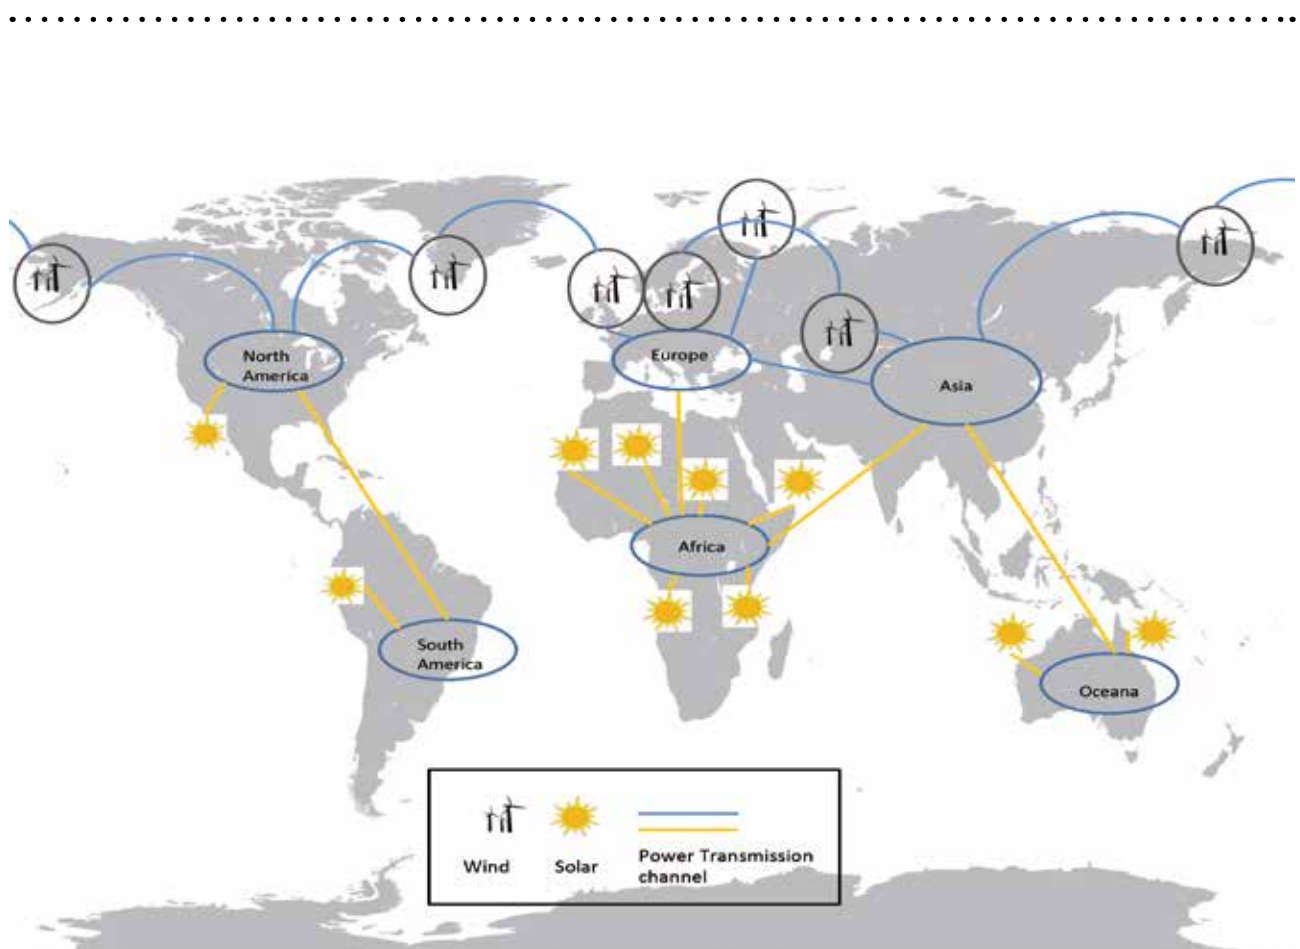 North
America
Europe
Asia
Africa
South
America
Oceana
Wind
Solar
Power Transmission
channel